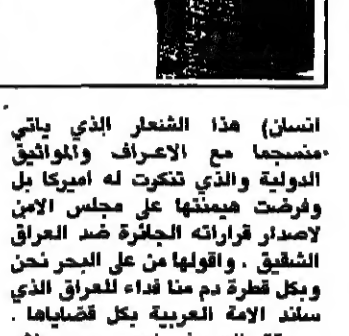 انسان) هذا الشعار الذي ياتي
منسجما مع الاعراف والمواثيق
الدولية والذي تنكرت له اميركا بل
وفرضت هيمنتها على مجلس الامن
لاصدار قراراته الجائرة ضد العراق
الشقيق . واقولها من على البحر نحن
وبكل قطرة دم منا فداء للعراق الذي
ساند الامة العربية بكل قضاياها .